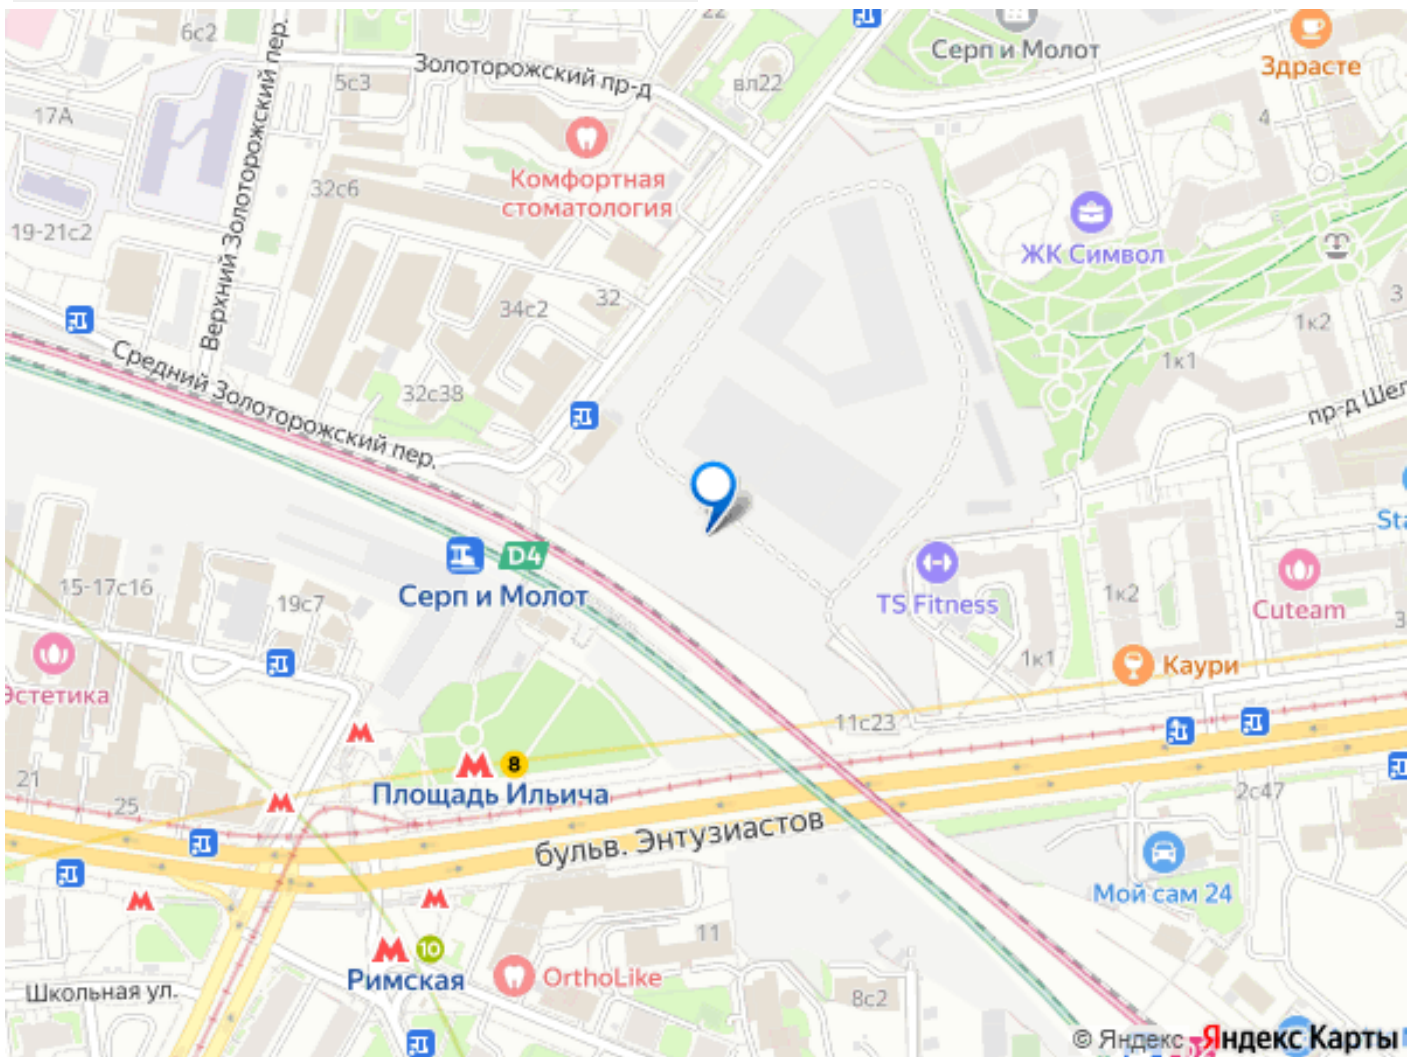 22
6с2
Серп и Молот
Здрасте
Золоторожский пр-д
5с3
вл22
17А
4
Верхний Золоторожский пер.
32с6
Комфортная
стоматология
19-21с2
ЖК Символ
32
34с2
3
1к2
1к1
Средний Золоторожский пер.
32с38
пр-д Шел
Sta
D4
Серп и Молот
15-17с16
19с7
TS Fitness
1к2
Cuteam
3
1к1
Каури
Эстетика
11с23
М 8
Площадь Ильича
21
25
2с47
бульв. Энтузиастов
Мой сам 24
11
М 10
Римская
OrthoLike
Школьная ул.
8с2
© Яндекс Яндекс Карты